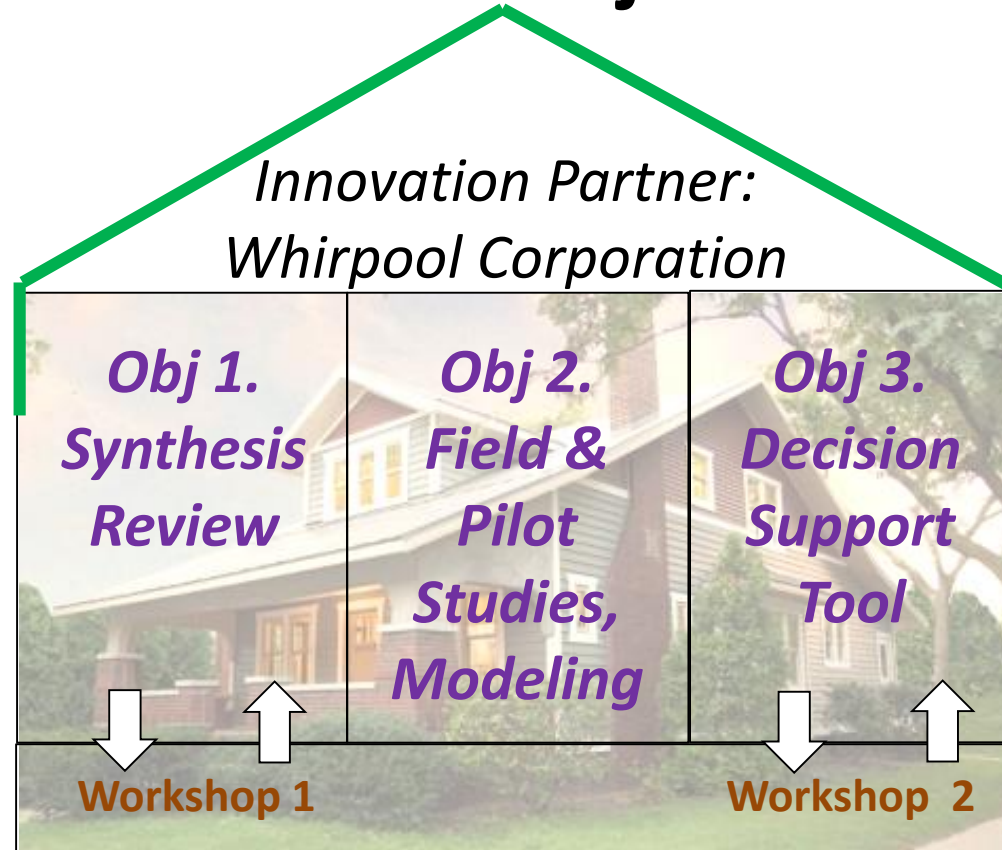 Innovation Partner:
Whirpool Corporation
Obj 1.
Synthesis
Review
Obj 2.
Field &
Pilot
Studies,
Modeling
Obj 3.
Decision
Support
Tool
Workshop 1
Workshop 2